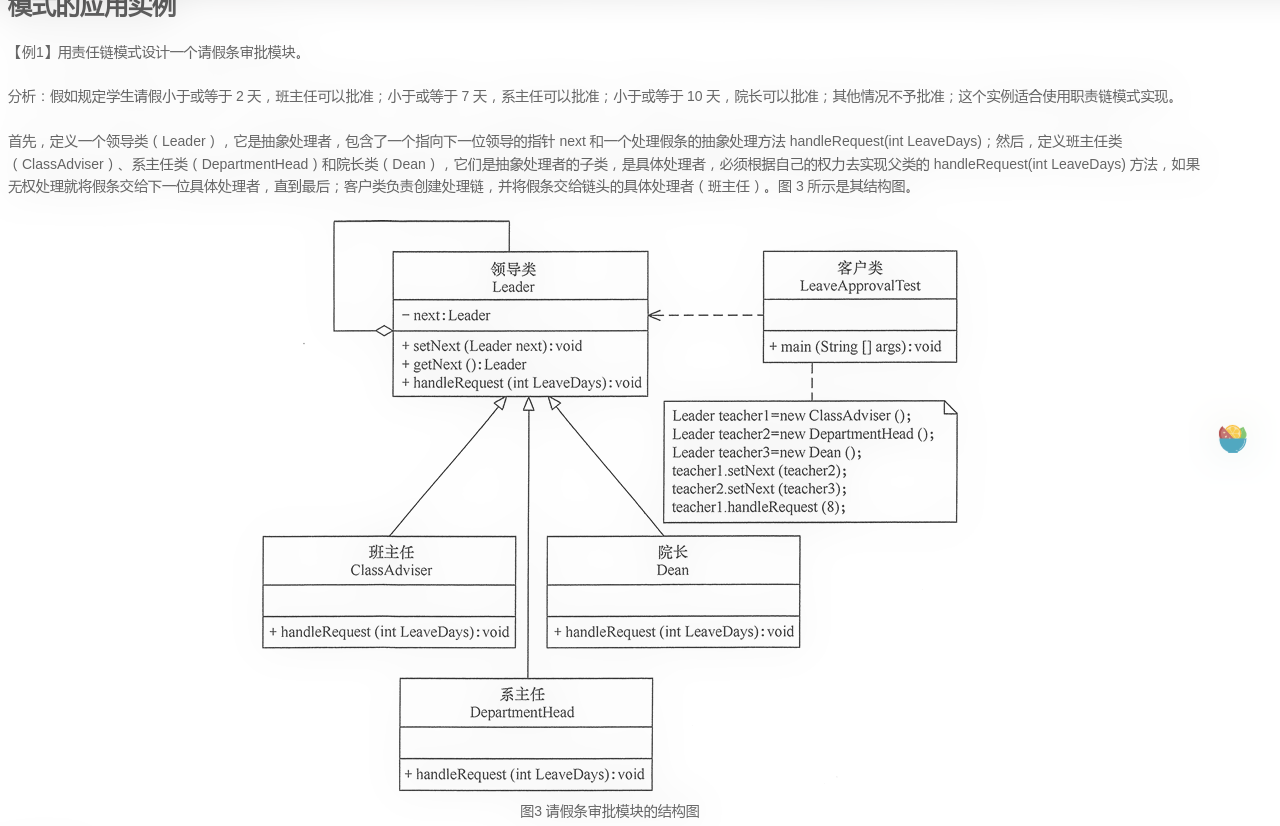 模式的应用实例
【例1】用责任链模式设计一个请假条审批模块。
分析：假如规定学生请假小于或等于 2 天，班主任可以批准；小于或等于 7 天，系主任可以批准；小于或等于 10 天，院长可以批准；其他情况不予批准；这个实例适合使用职责链模式实现。
首先，定义一个领导类（Leader），它是抽象处理者，包含了一个指向下一位领导的指针 next 和一个处理假条的抽象处理方法 handleRequest(int LeaveDays)；然后，定义班主任类
（ClassAdviser）、系主任类（DepartmentHead）和院长类（Dean），它们是抽象处理者的子类，是具体处理者，必须根据自己的权力去实现父类的 handleRequest(int LeaveDays) 方法，如果
无权处理就将假条交给下一位具体处理者，直到最后；客户类负责创建处理链，并将假条交给链头的具体处理者（班主任）。图 3 所示是其结构图。
领导类
Leader
− next:Leader
+ setNext (Leader next):void
+ getNext ():Leader
+ handleRequest (int LeaveDays):void
客户类
LeaveApprovalTest
+ main (String [] args):void
Leader teacher1=new ClassAdviser ();
Leader teacher2=new DepartmentHead ();
Leader teacher3=new Dean ();
teacher1.setNext (teacher2);
teacher2.setNext (teacher3);
teacher1.handleRequest (8);
班主任
ClassAdviser
+ handleRequest (int LeaveDays):void
院长
Dean
+ handleRequest (int LeaveDays):void
系主任
DepartmentHead
+ handleRequest (int LeaveDays):void
图3 请假条审批模块的结构图